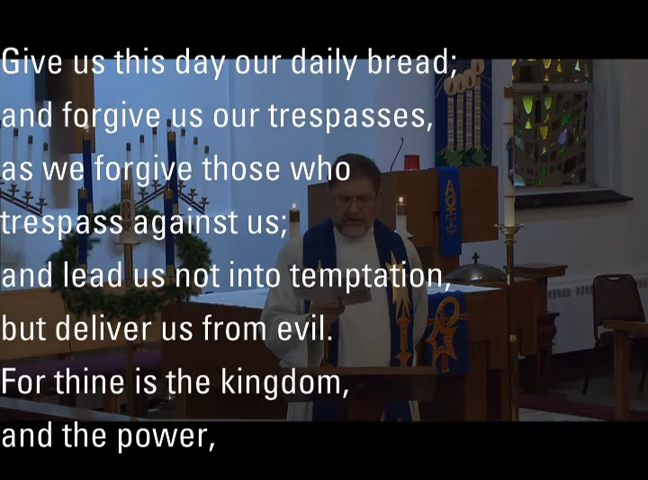 Give us this day our daily bread;
and forgive us our trespasses,
as we forgive those who
trespass against us;
and lead us not into temptation,
but deliver us from evil.
For thine is the kingdom,
and the power,